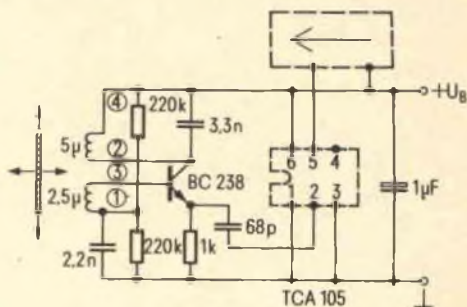 +U_B
④
220k
3,3n
5µ
②
③
BC 238
2,5µ
①
2,2n
220k
1k
68p
6 5 4
1 2 3
1µF
TCA 105